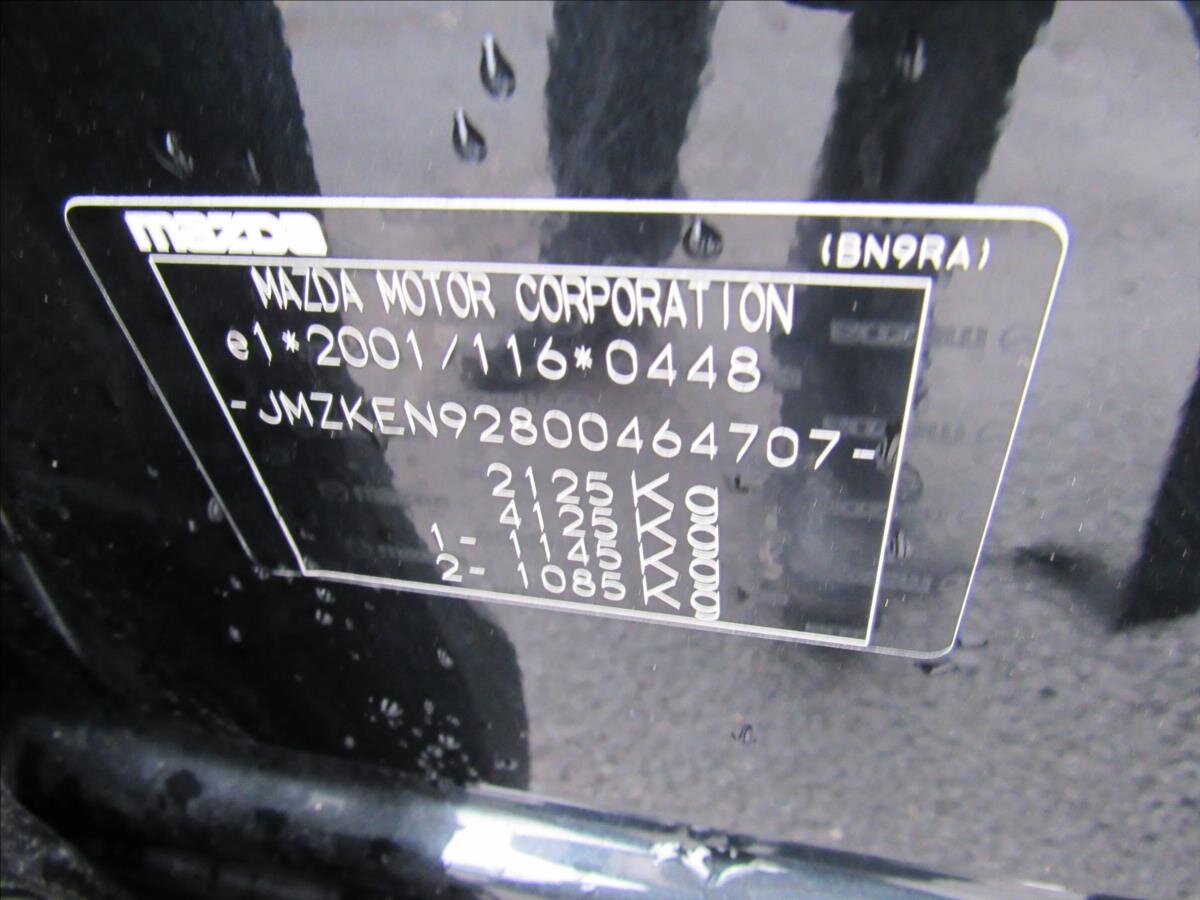 mazda
(BN9RA)
MAZDA MOTOR CORPORATION
e1*2001/116*0448
-JMZKEN92800464707-
2125 kg
4125 kg
1- 1145 kg
2- 1085 kg